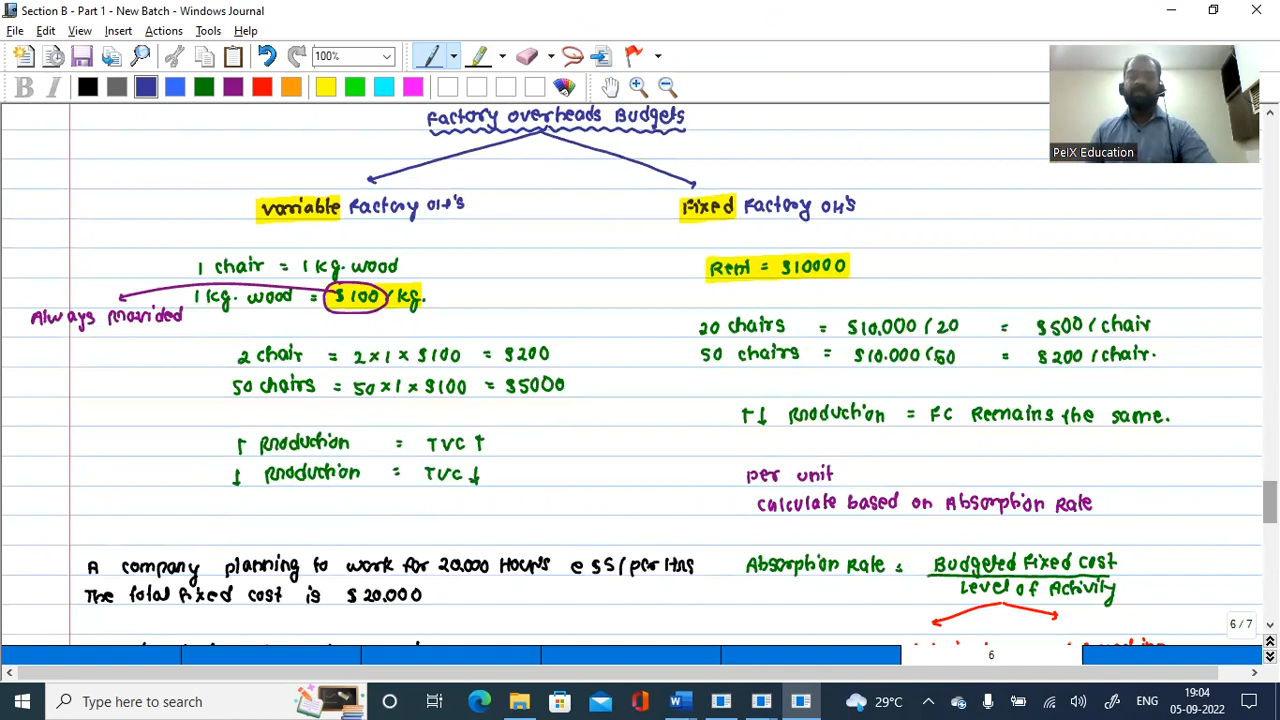 Section B - Part 1 - New Batch - Windows Journal
File Edit View Insert Actions Tools Help
100%
B I
PelX Education
Factory overheads Budgets
variable Factory OH's
Fixed Factory OH's
1 chair = 1 kg. wood
Rent = $10000
1 kg. wood = $100/kg.
Always provided
20 chairs = $10.000/20 = $500/chair
2 chair = 2×1×$100 = $200
50 chairs = $10.000/50 = $200/chair.
50 chairs = 50×1×$100 = $5000
↑↓ Production = FC Remains the same.
↑ Production = TVC ↑
↓ Production = TVC ↓
per unit
calculate based on Absorption Rate
A company planning to work for 20.000 Hours @ $5/per Hrs
The total fixed cost is $20.000
Absorption Rate = Budgeted Fixed Cost
Level of Activity
6 / 7
6
Type here to search
29°C
ENG
19:04
05-09-2022